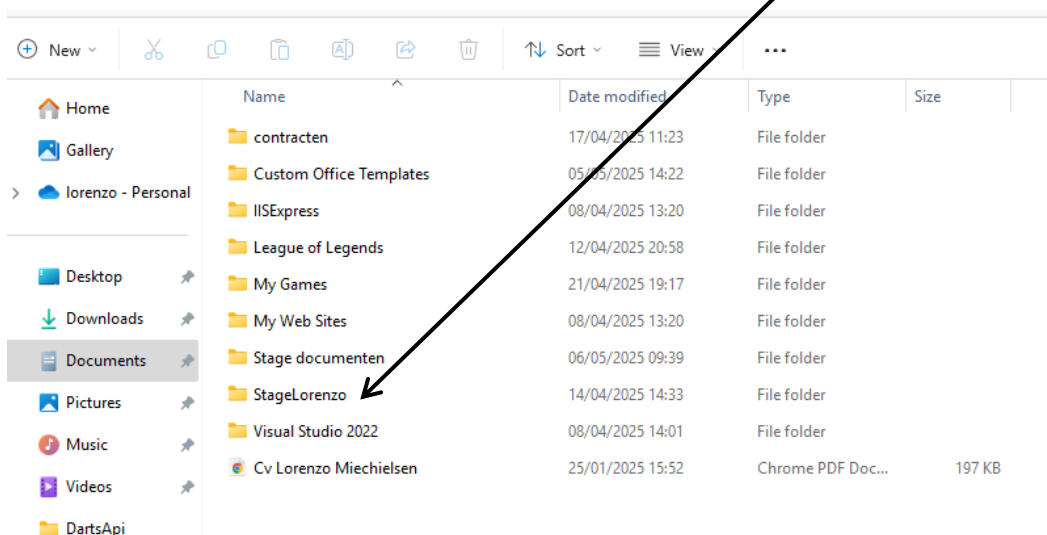 New Sort View ...
Name Date modified Type Size
Home
Gallery
lorenzo - Personal
Desktop
Downloads
Documents
Pictures
Music
Videos
DartsApi
contracten 17/04/2025 11:23 File folder
Custom Office Templates 05/05/2025 14:22 File folder
IISExpress 08/04/2025 13:20 File folder
League of Legends 12/04/2025 20:58 File folder
My Games 21/04/2025 19:17 File folder
My Web Sites 08/04/2025 13:20 File folder
Stage documenten 06/05/2025 09:39 File folder
StageLorenzo 14/04/2025 14:33 File folder
Visual Studio 2022 08/04/2025 14:01 File folder
Cv Lorenzo Miechielsen 25/01/2025 15:52 Chrome PDF Doc... 197 KB